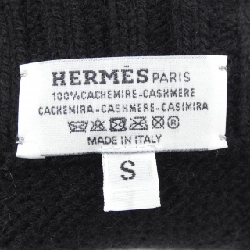 HERMÈS PARIS
100%CACHEMIRE-CASHMERE
CACHEMIRA-CASHMERE-CASIMIRA
MADE IN ITALY
S